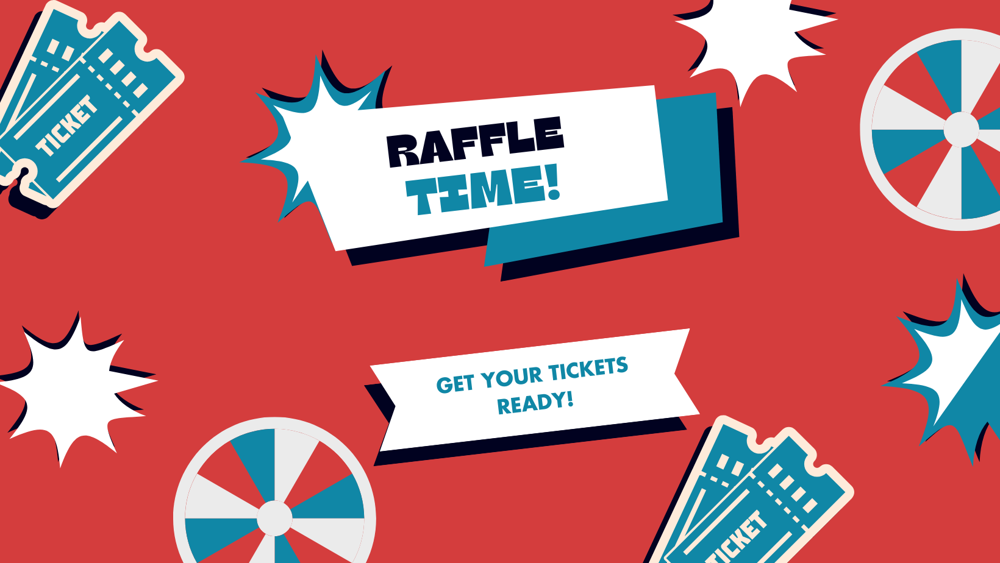 TICKET
RAFFLE
TIME!
GET YOUR TICKETS
READY!
TICKET